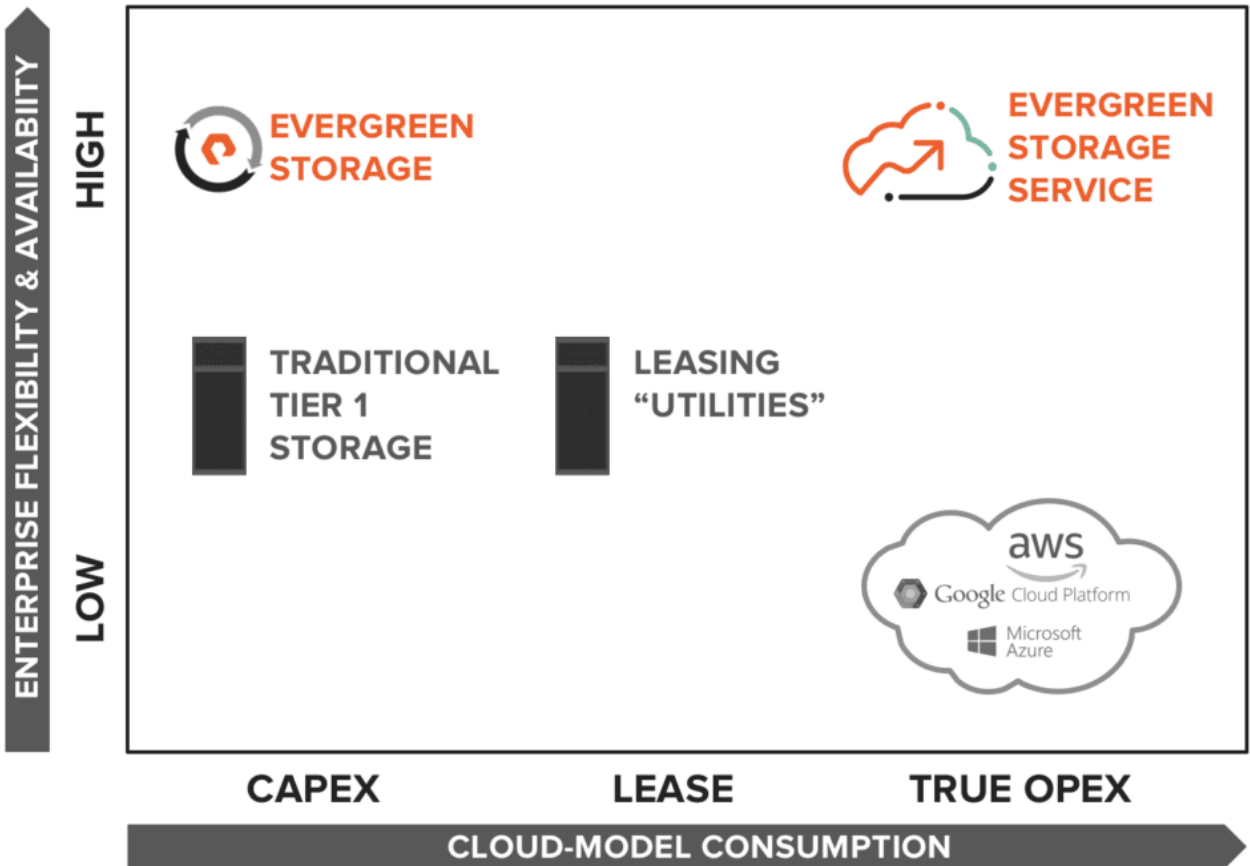 ENTERPRISE FLEXIBILITY & AVAILABIITY
HIGH
LOW
EVERGREEN
STORAGE
EVERGREEN
STORAGE
SERVICE
TRADITIONAL
TIER 1
STORAGE
LEASING
“UTILITIES”
aws
Google Cloud Platform
Microsoft
Azure
CAPEX
LEASE
TRUE OPEX
CLOUD-MODEL CONSUMPTION